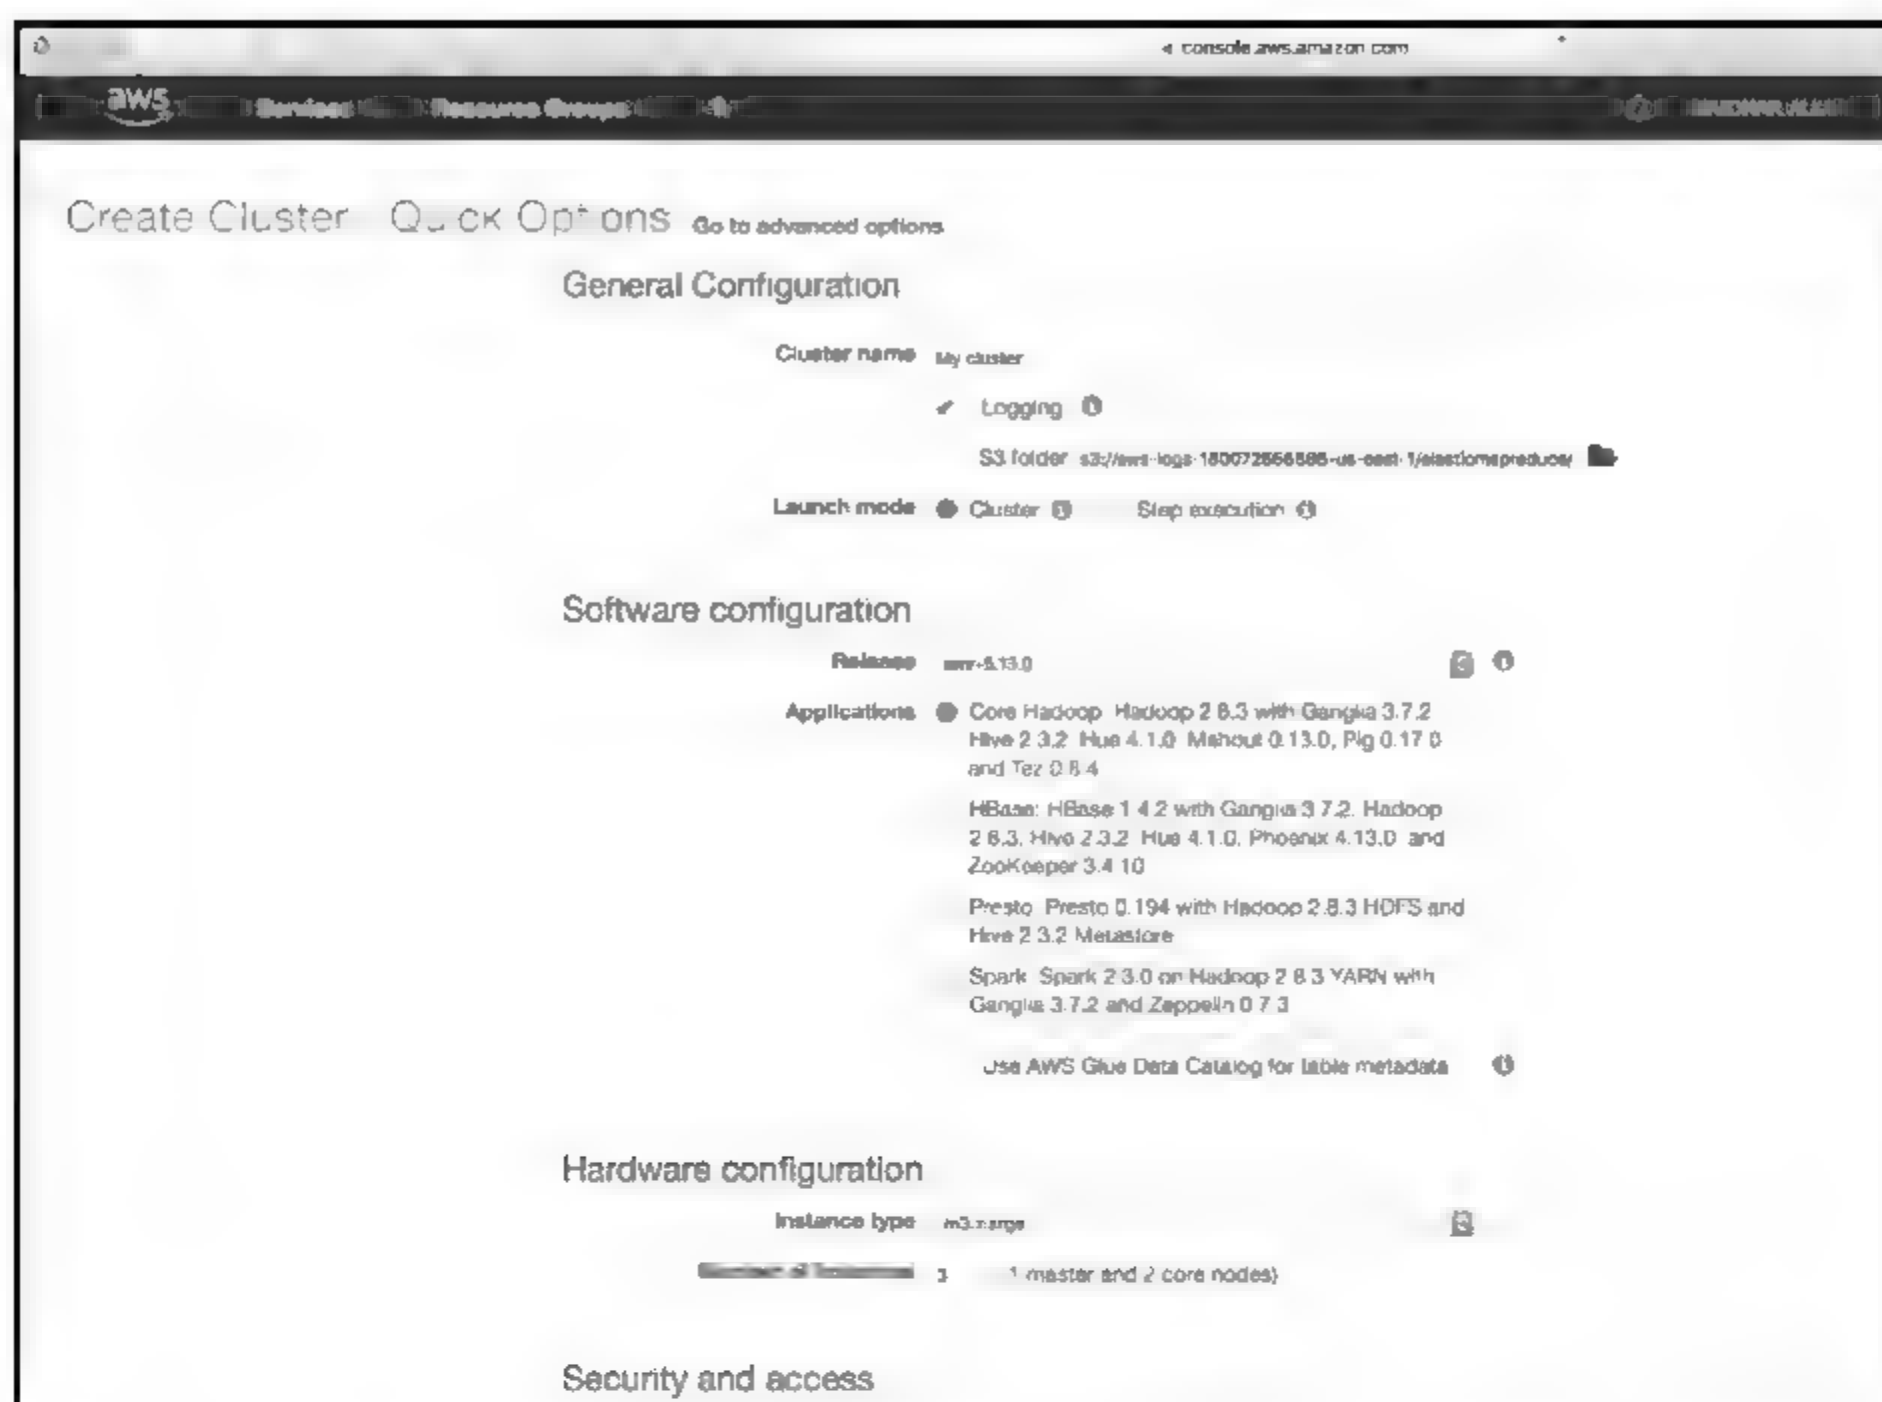 console.aws.amazon.com
aws Services Resource Groups
Create Cluster Quick Options Go to advanced options
General Configuration
Cluster name My cluster
Logging
S3 folder
Launch mode Cluster Step execution
Software configuration
Release emr-5.13.0
Applications Core Hadoop Hadoop 2.8.3 with Ganglia 3.7.2
Hive 2.3.2 Hue 4.1.0 Mahout 0.13.0, Pig 0.17.0
and Tez 0.8.4
HBase: HBase 1.4.2 with Ganglia 3.7.2, Hadoop
2.8.3, Hive 2.3.2 Hue 4.1.0, Phoenix 4.13.0 and
ZooKeeper 3.4.10
Presto Presto 0.194 with Hadoop 2.8.3 HDFS and
Hive 2.3.2 Metastore
Spark Spark 2.3.0 on Hadoop 2.8.3 YARN with
Ganglia 3.7.2 and Zeppelin 0.7.3
Use AWS Glue Data Catalog for table metadata
Hardware configuration
Instance type m3.xlarge
3 1 master and 2 core nodes)
Security and access